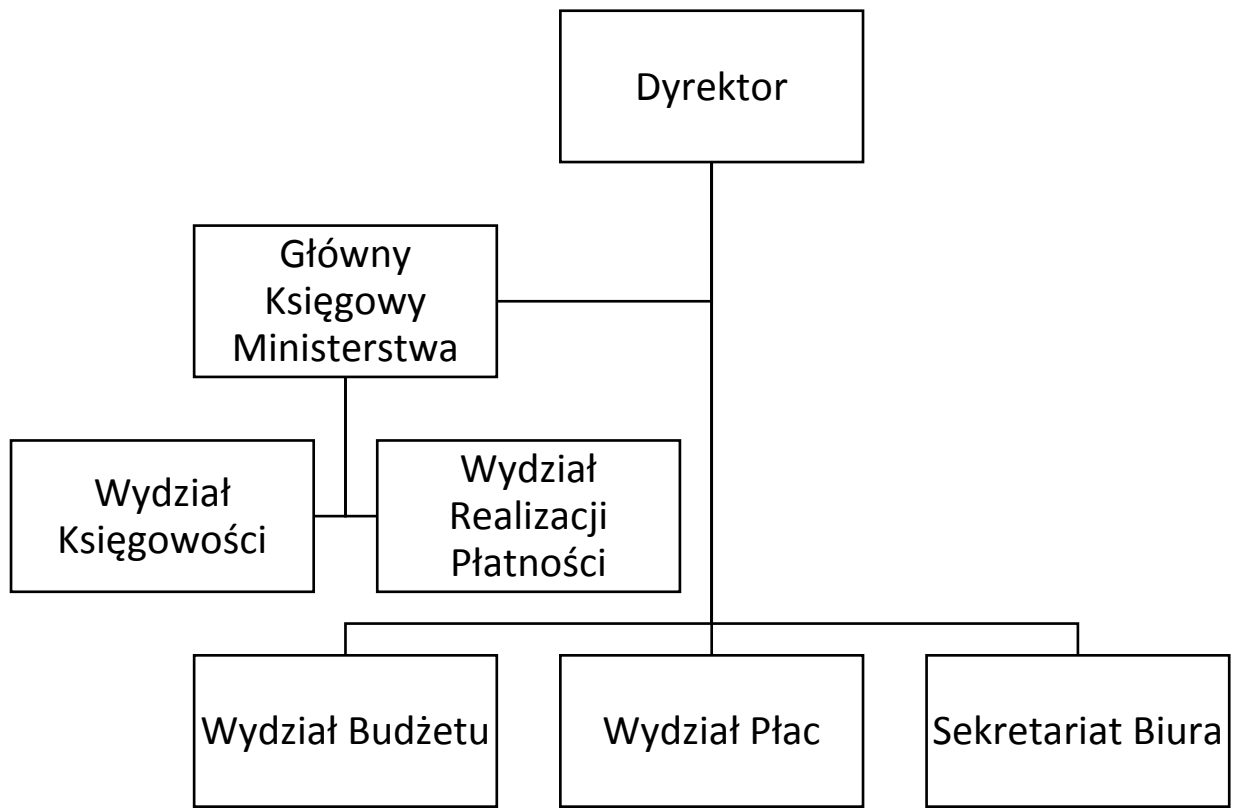 Dyrektor
Główny
Księgowy
Ministerstwa
Wydział
Księgowości
Wydział
Realizacji
Płatności
Wydział Budżetu
Wydział Płac
Sekretariat Biura